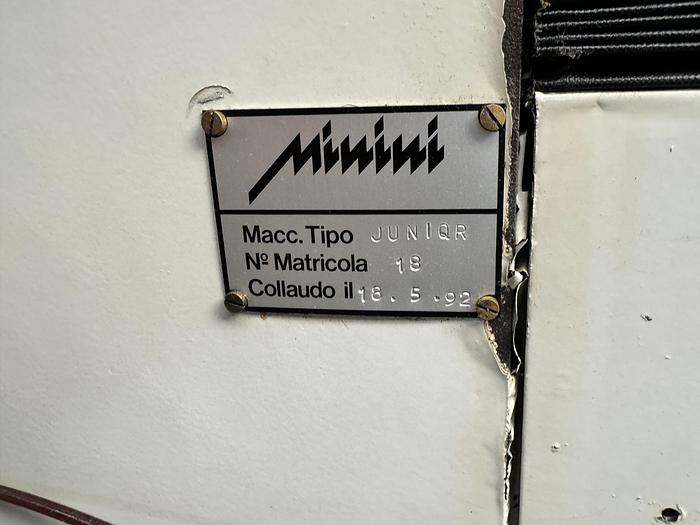 Minini
Macc. Tipo JUNIOR
Nº Matricola 18
Collaudo il 18.5.92